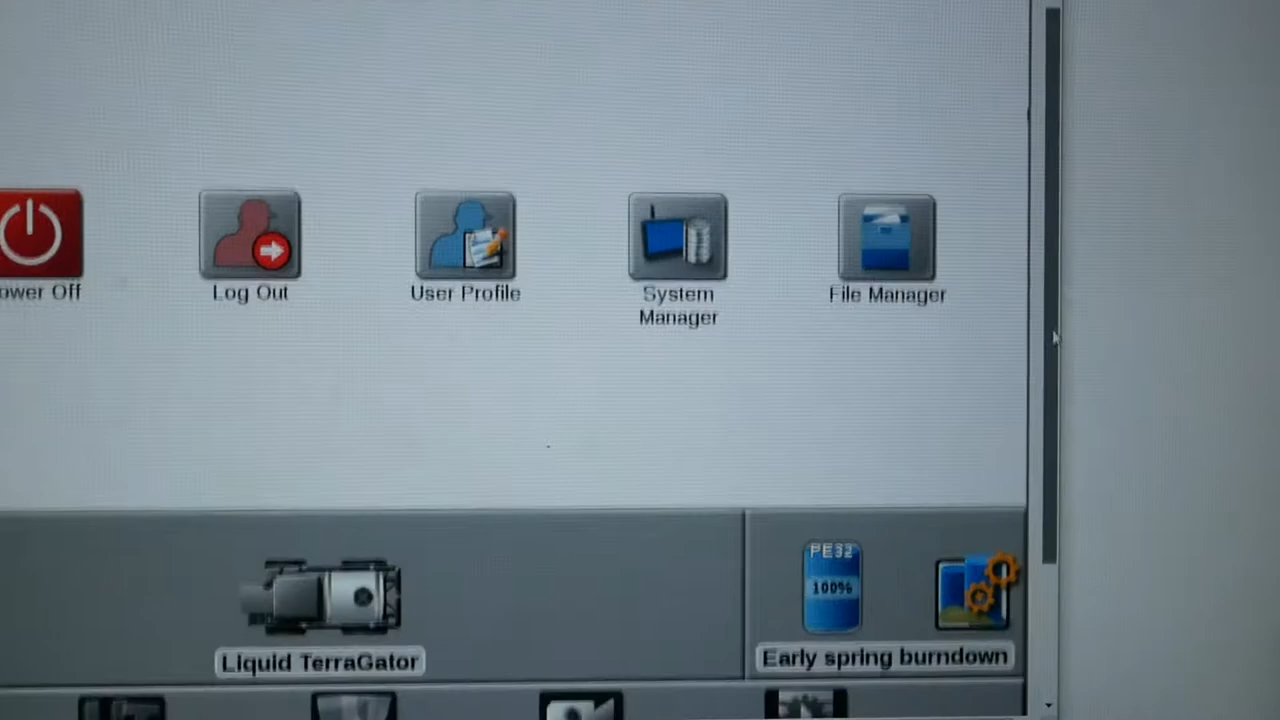 ower Off
Log Out
User Profile
System
Manager
File Manager
PE32
100%
Liquid TerraGator
Early spring burndown